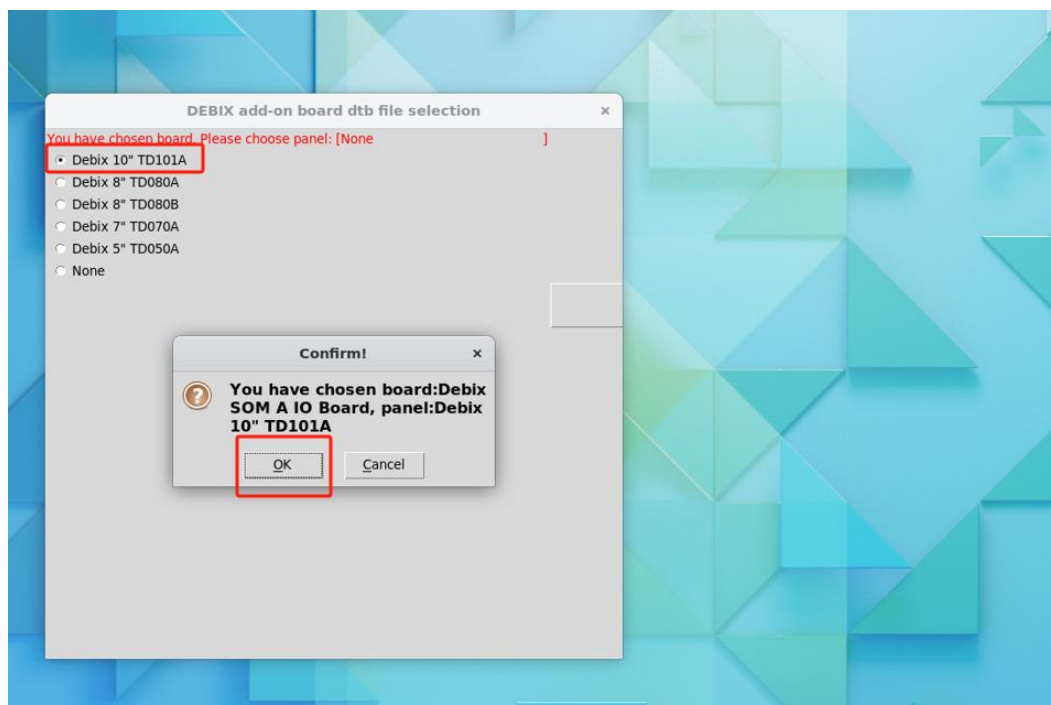 DEBIX add-on board dtb file selection ×
You have chosen board. Please choose panel: [None ]
Debix 10" TD101A
Debix 8" TD080A
Debix 8" TD080B
Debix 7" TD070A
Debix 5" TD050A
None
Confirm! ×
You have chosen board:Debix
SOM A IO Board, panel:Debix
10" TD101A
OK Cancel